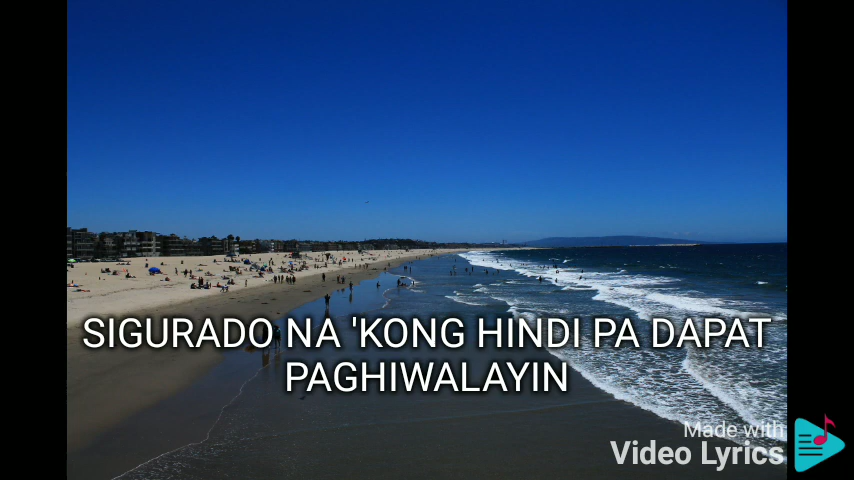 SIGURADO NA 'KONG HINDI PA DAPAT
PAGHIWALAYIN
Made with
Video Lyrics